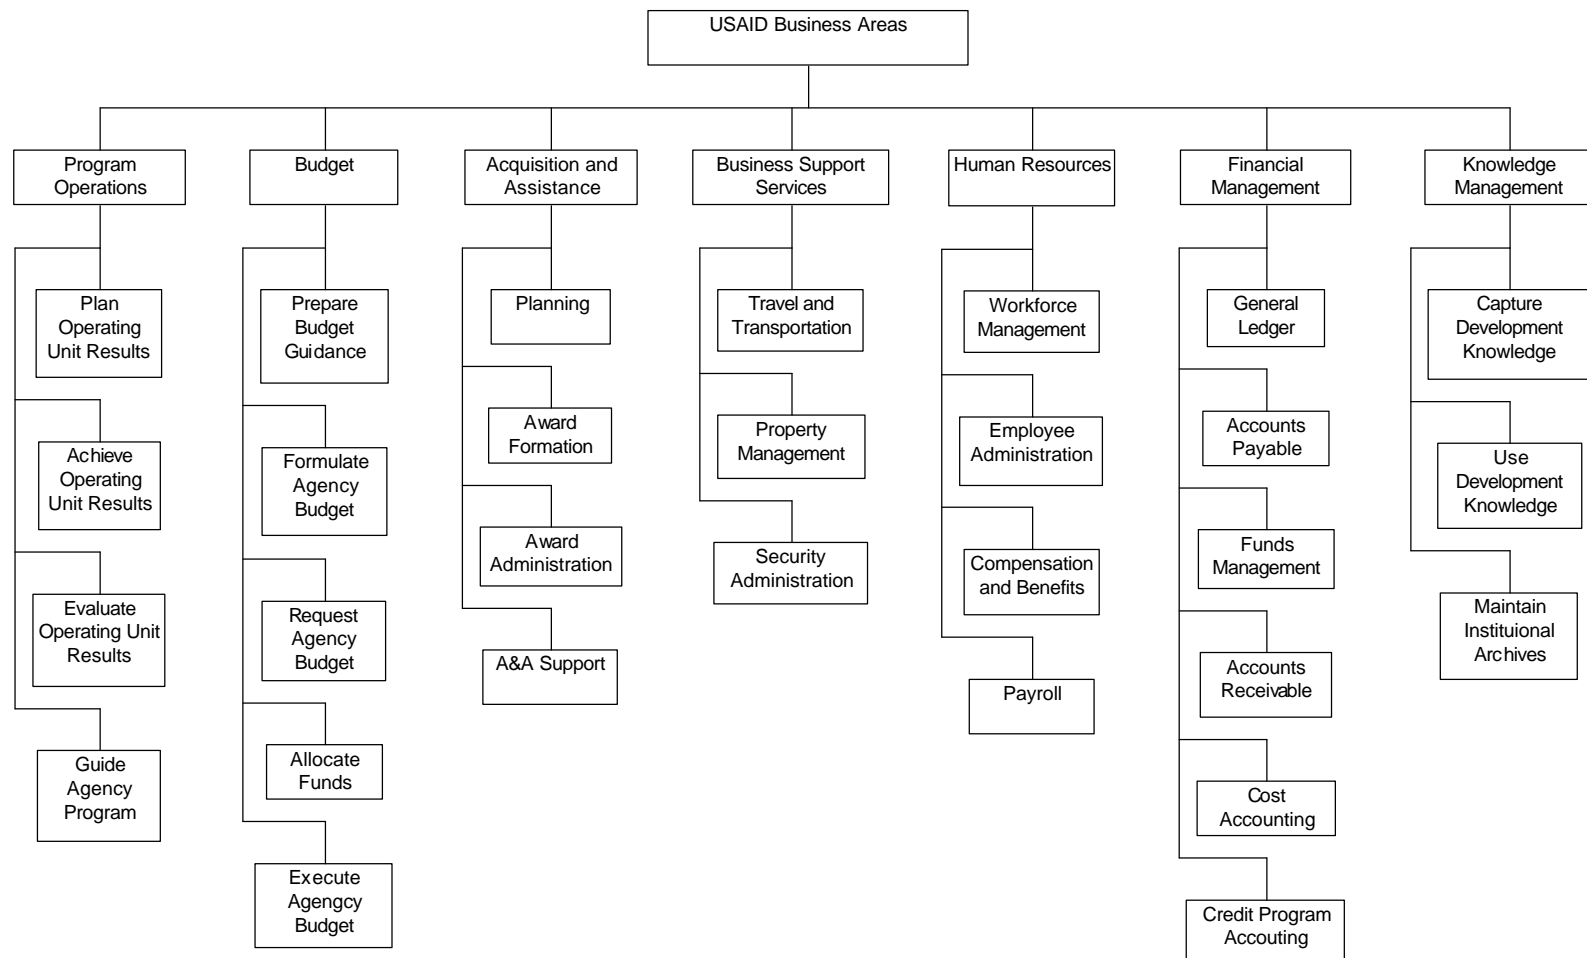 USAID Business Areas
Program
Operations
Budget
Acquisition and
Assistance
Business Support
Services
Human Resources
Financial
Management
Knowledge
Management
Plan
Operating
Unit Results
Achieve
Operating
Unit Results
Evaluate
Operating Unit
Results
Guide
Agency
Program
Prepare
Budget
Guidance
Formulate
Agency
Budget
Request
Agency
Budget
Allocate
Funds
Execute
Agengcy
Budget
Planning
Award
Formation
Award
Administration
A&A Support
Travel and
Transportation
Property
Management
Security
Administration
Workforce
Management
Employee
Administration
Compensation
and Benefits
Payroll
General
Ledger
Accounts
Payable
Funds
Management
Accounts
Receivable
Cost
Accounting
Credit Program
Accouting
Capture
Development
Knowledge
Use
Development
Knowledge
Maintain
Instituional
Archives